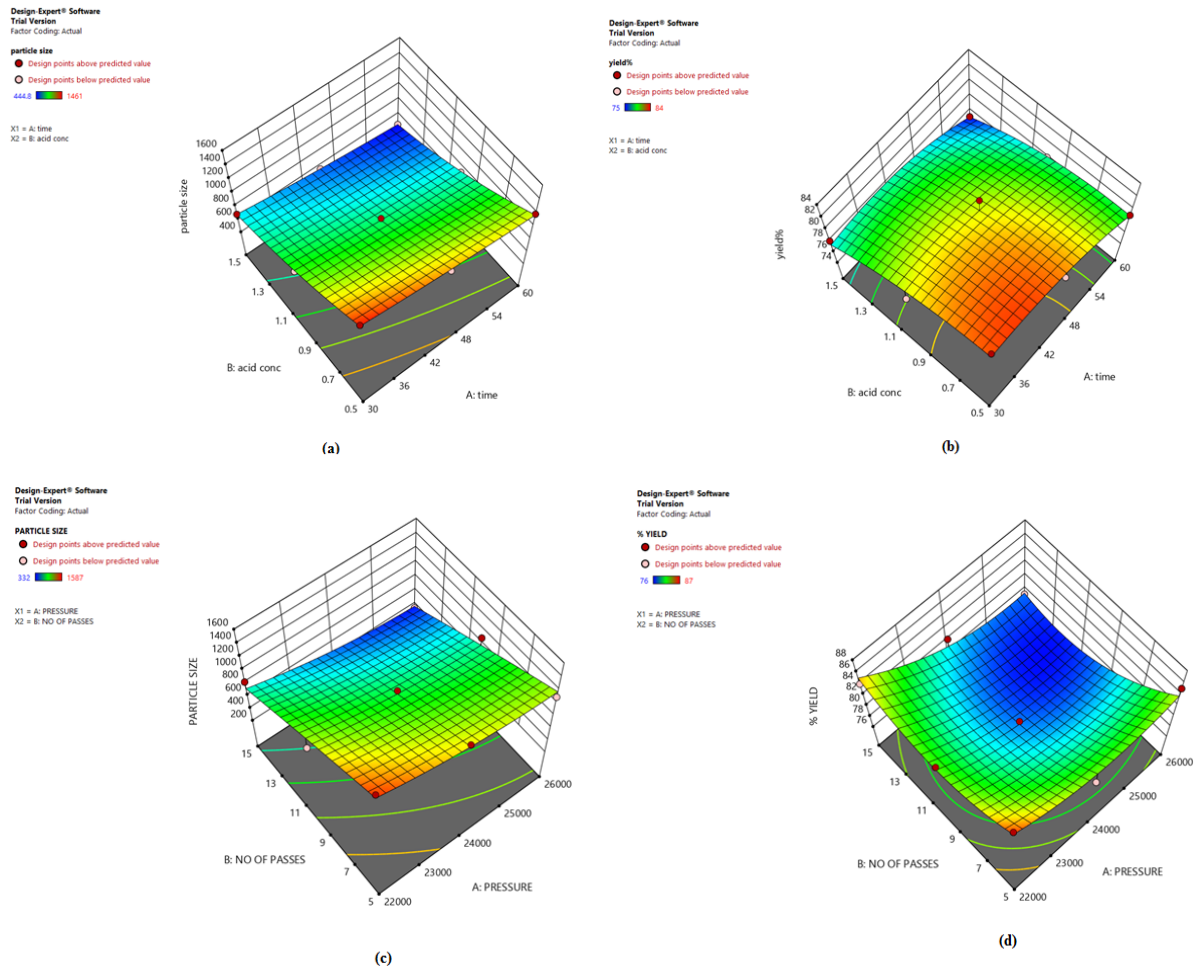 Design-Expert® Software
Trial Version
Factor Coding: Actual
particle size
Design points above predicted value
Design points below predicted value
444.8 1461
X1 = A: time
X2 = B: acid conc
1600
1400
1200
1000
800
600
400
particle size
1.5
1.3
1.1
0.9
0.7
0.5
B: acid conc
30
36
42
48
54
60
A: time
(a)
Design-Expert® Software
Trial Version
Factor Coding: Actual
yield%
Design points above predicted value
Design points below predicted value
75 84
X1 = A: time
X2 = B: acid conc
84
82
80
78
76
74
yield%
1.5
1.3
1.1
0.9
0.7
0.5
B: acid conc
30
36
42
48
54
60
A: time
(b)
Design-Expert® Software
Trial Version
Factor Coding: Actual
PARTICLE SIZE
Design points above predicted value
Design points below predicted value
332 1587
X1 = A: PRESSURE
X2 = B: NO OF PASSES
1600
1400
1200
1000
800
600
400
200
PARTICLE SIZE
15
13
11
9
7
5
B: NO OF PASSES
22000
23000
24000
25000
26000
A: PRESSURE
(c)
Design-Expert® Software
Trial Version
Factor Coding: Actual
% YIELD
Design points above predicted value
Design points below predicted value
76 87
X1 = A: PRESSURE
X2 = B: NO OF PASSES
88
86
84
82
80
78
76
% YIELD
15
13
11
9
7
5
B: NO OF PASSES
22000
23000
24000
25000
26000
A: PRESSURE
(d)